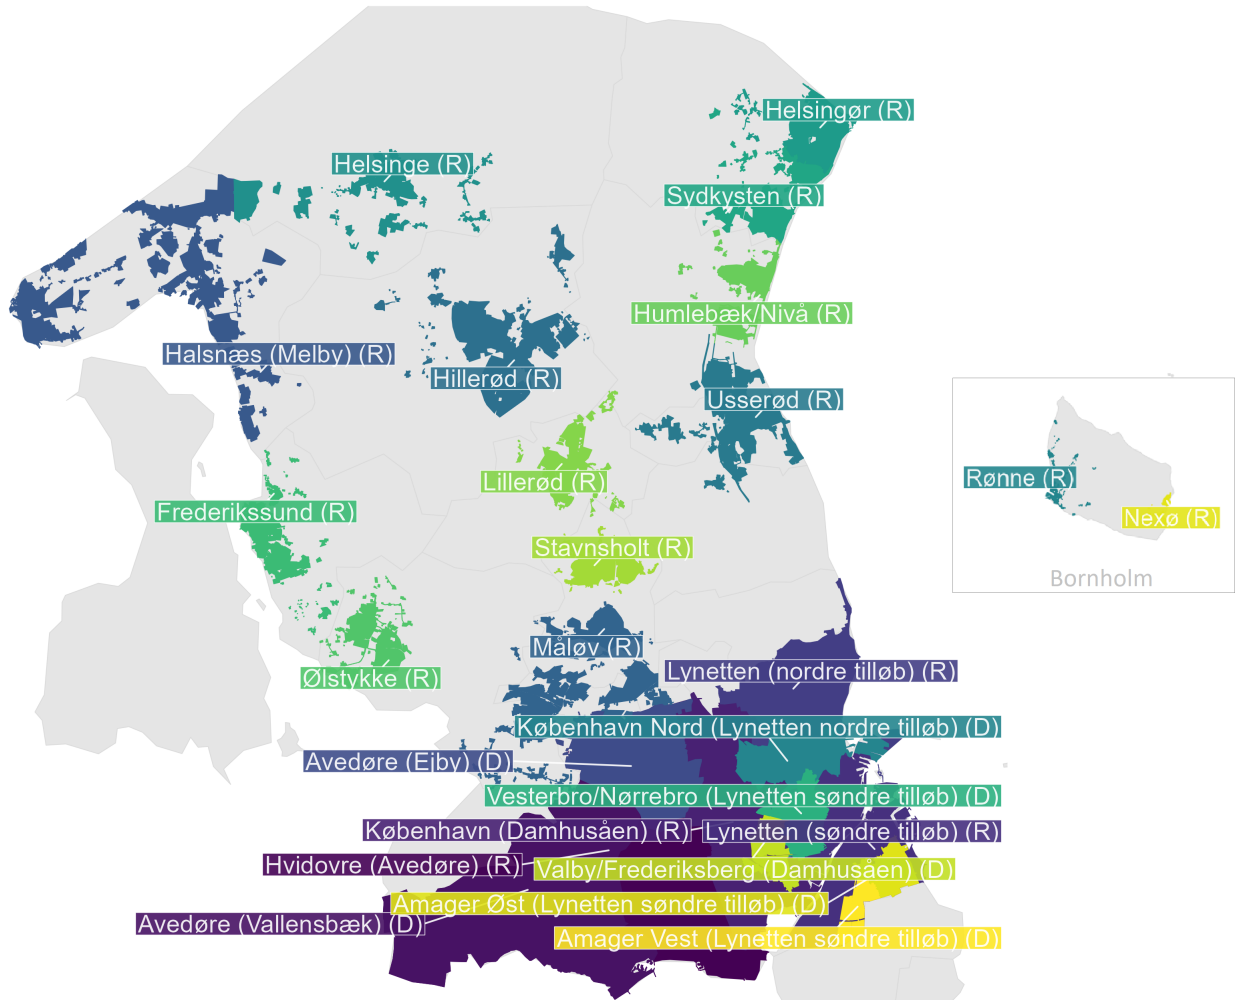 Helsingør (R)
Helsinge (R)
Sydkysten (R)
Humlebæk/Nivå (R)
Halsnæs (Melby) (R)
Hillerød (R)
Usserød (R)
Rønne (R)
Lillerød (R)
Frederikssund (R)
Nexø (R)
Stavnsholt (R)
Bornholm
Måløv (R)
Lynetten (nordre tilløb) (R)
Ølstykke (R)
København Nord (Lynetten nordre tilløb) (D)
Avedøre (Ejby) (D)
Vesterbro/Nørrebro (Lynetten søndre tilløb) (D)
København (Damhusåen) (R)
Lynetten (søndre tilløb) (R)
Hvidovre (Avedøre) (R)
Valby/Frederiksberg (Damhusåen) (D)
Amager Øst (Lynetten søndre tilløb) (D)
Avedøre (Vallensbæk) (D)
Amager Vest (Lynetten søndre tilløb) (D)